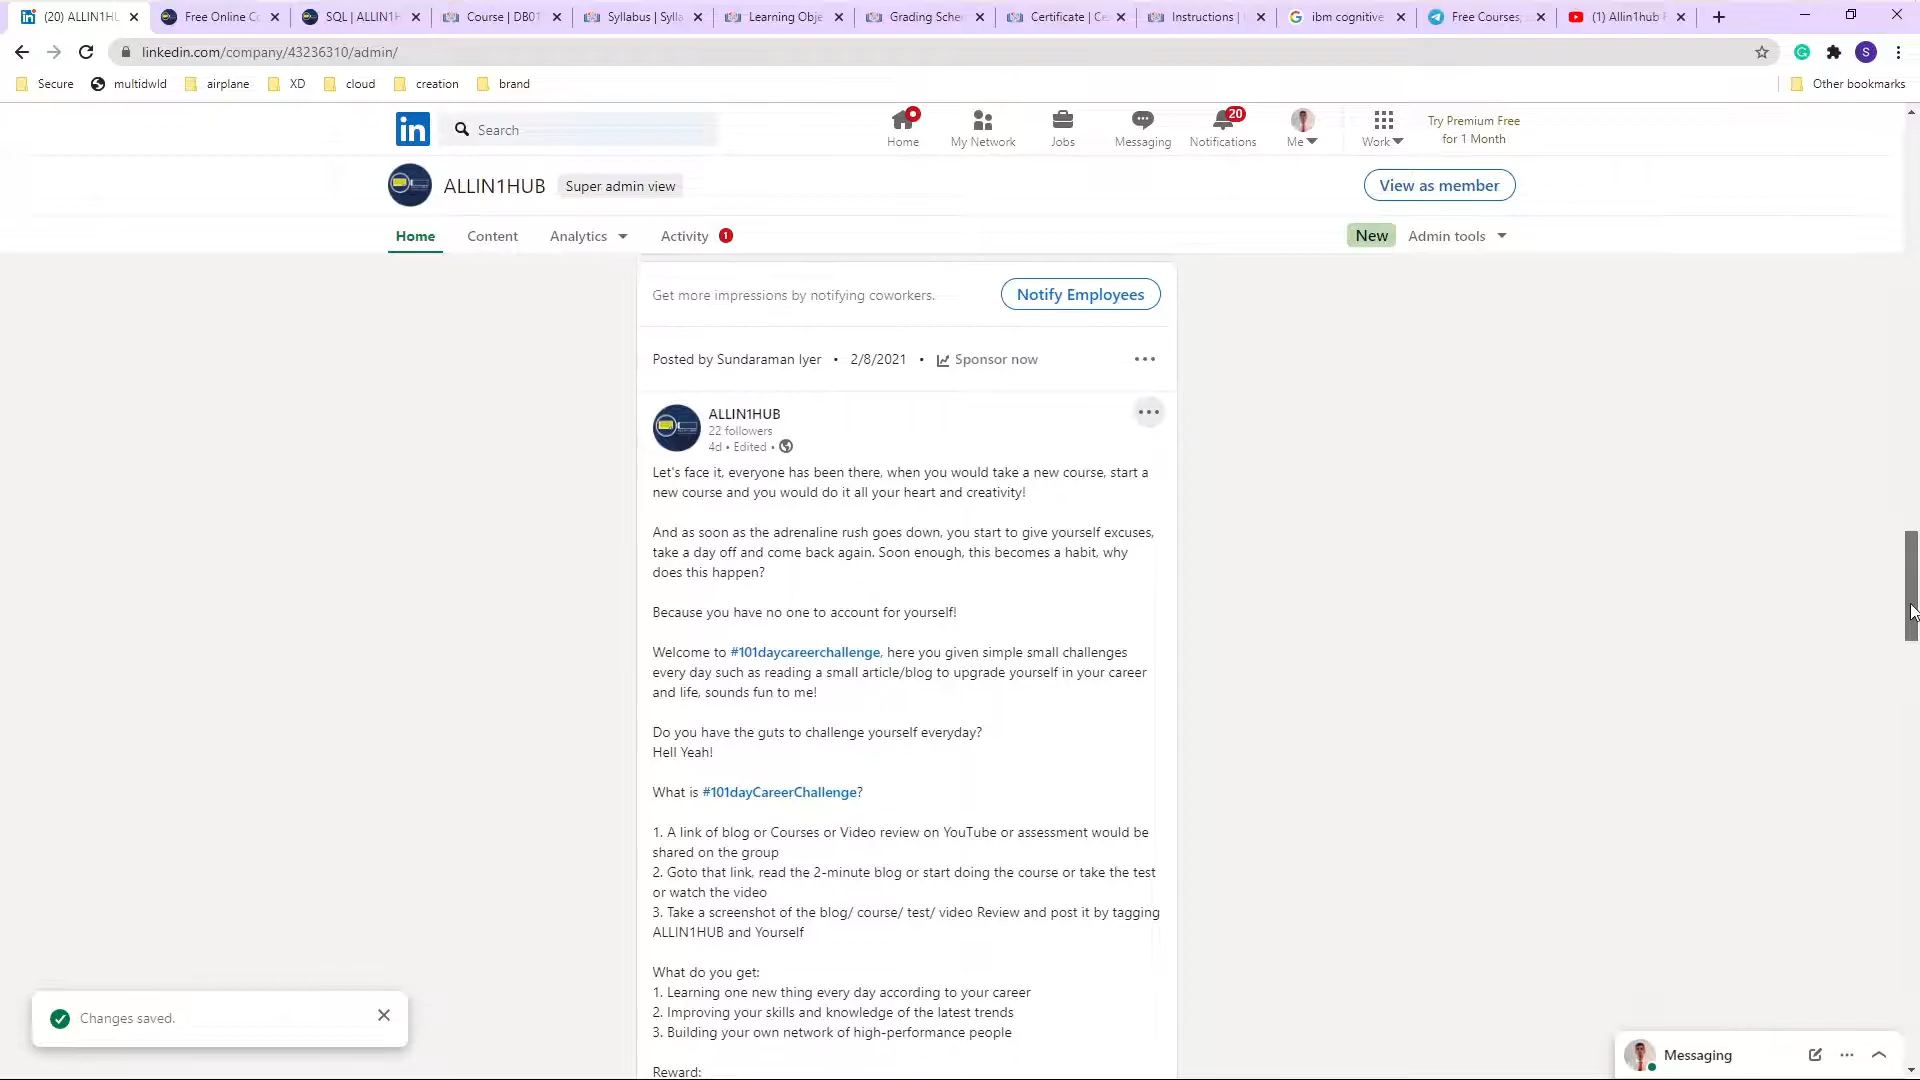 (20) ALLIN1HU
Free Online Co
SQL | ALLIN1H
Course | DB01
Syllabus | Sylla
Learning Obje
Grading Sche
Certificate | Ce
Instructions |
ibm cognitive
Free Courses,
(1) Allin1hub
linkedin.com/company/43236310/admin/
S
Secure
multidwld
airplane
XD
cloud
creation
brand
Other bookmarks
in
Search
Home
My Network
Jobs
Messaging
20
Notifications
Me
Work
Try Premium Free
for 1 Month
ALLIN1HUB
Super admin view
View as member
Home
Content
Analytics
Activity
1
New
Admin tools
Get more impressions by notifying coworkers.
Notify Employees
Posted by Sundaraman Iyer • 2/8/2021 • Sponsor now
ALLIN1HUB
22 followers
4d • Edited •
Let's face it, everyone has been there, when you would take a new course, start a
new course and you would do it all your heart and creativity!
And as soon as the adrenaline rush goes down, you start to give yourself excuses,
take a day off and come back again. Soon enough, this becomes a habit, why
does this happen?
Because you have no one to account for yourself!
Welcome to #101daycareerchallenge, here you given simple small challenges
every day such as reading a small article/blog to upgrade yourself in your career
and life, sounds fun to me!
Do you have the guts to challenge yourself everyday?
Hell Yeah!
What is #101dayCareerChallenge?
1. A link of blog or Courses or Video review on YouTube or assessment would be
shared on the group
2. Goto that link, read the 2-minute blog or start doing the course or take the test
or watch the video
3. Take a screenshot of the blog/ course/ test/ video Review and post it by tagging
ALLIN1HUB and Yourself
What do you get:
1. Learning one new thing every day according to your career
2. Improving your skills and knowledge of the latest trends
3. Building your own network of high-performance people
Reward:
Changes saved.
Messaging